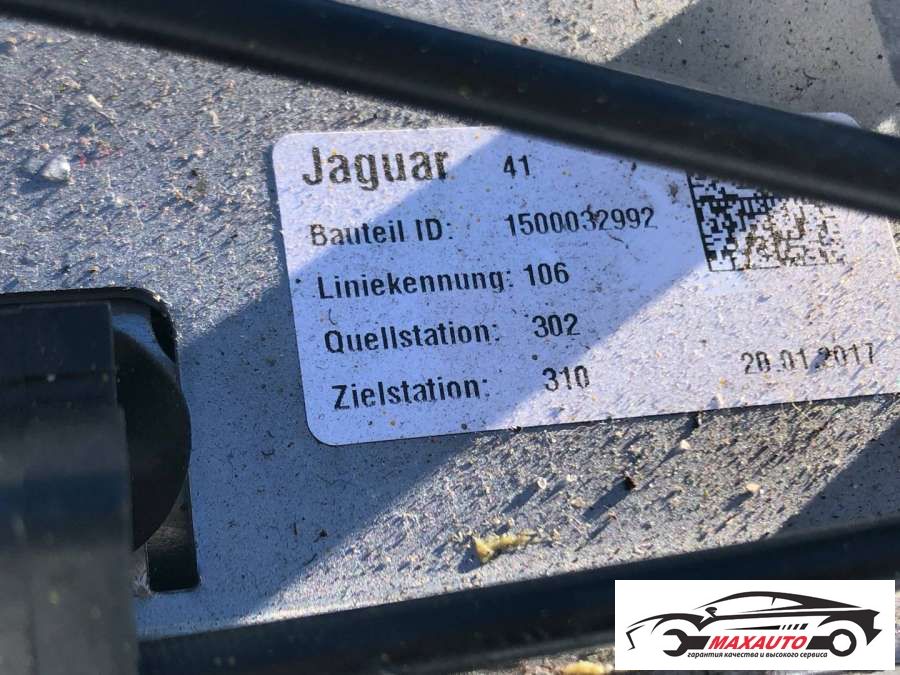 Jaguar 41
Bauteil ID: 1500032992
Liniekennung: 106
Quellstation: 302
Zielstation: 310
20.01.2017
MAXAUTO
гарантия качества и высокого сервиса